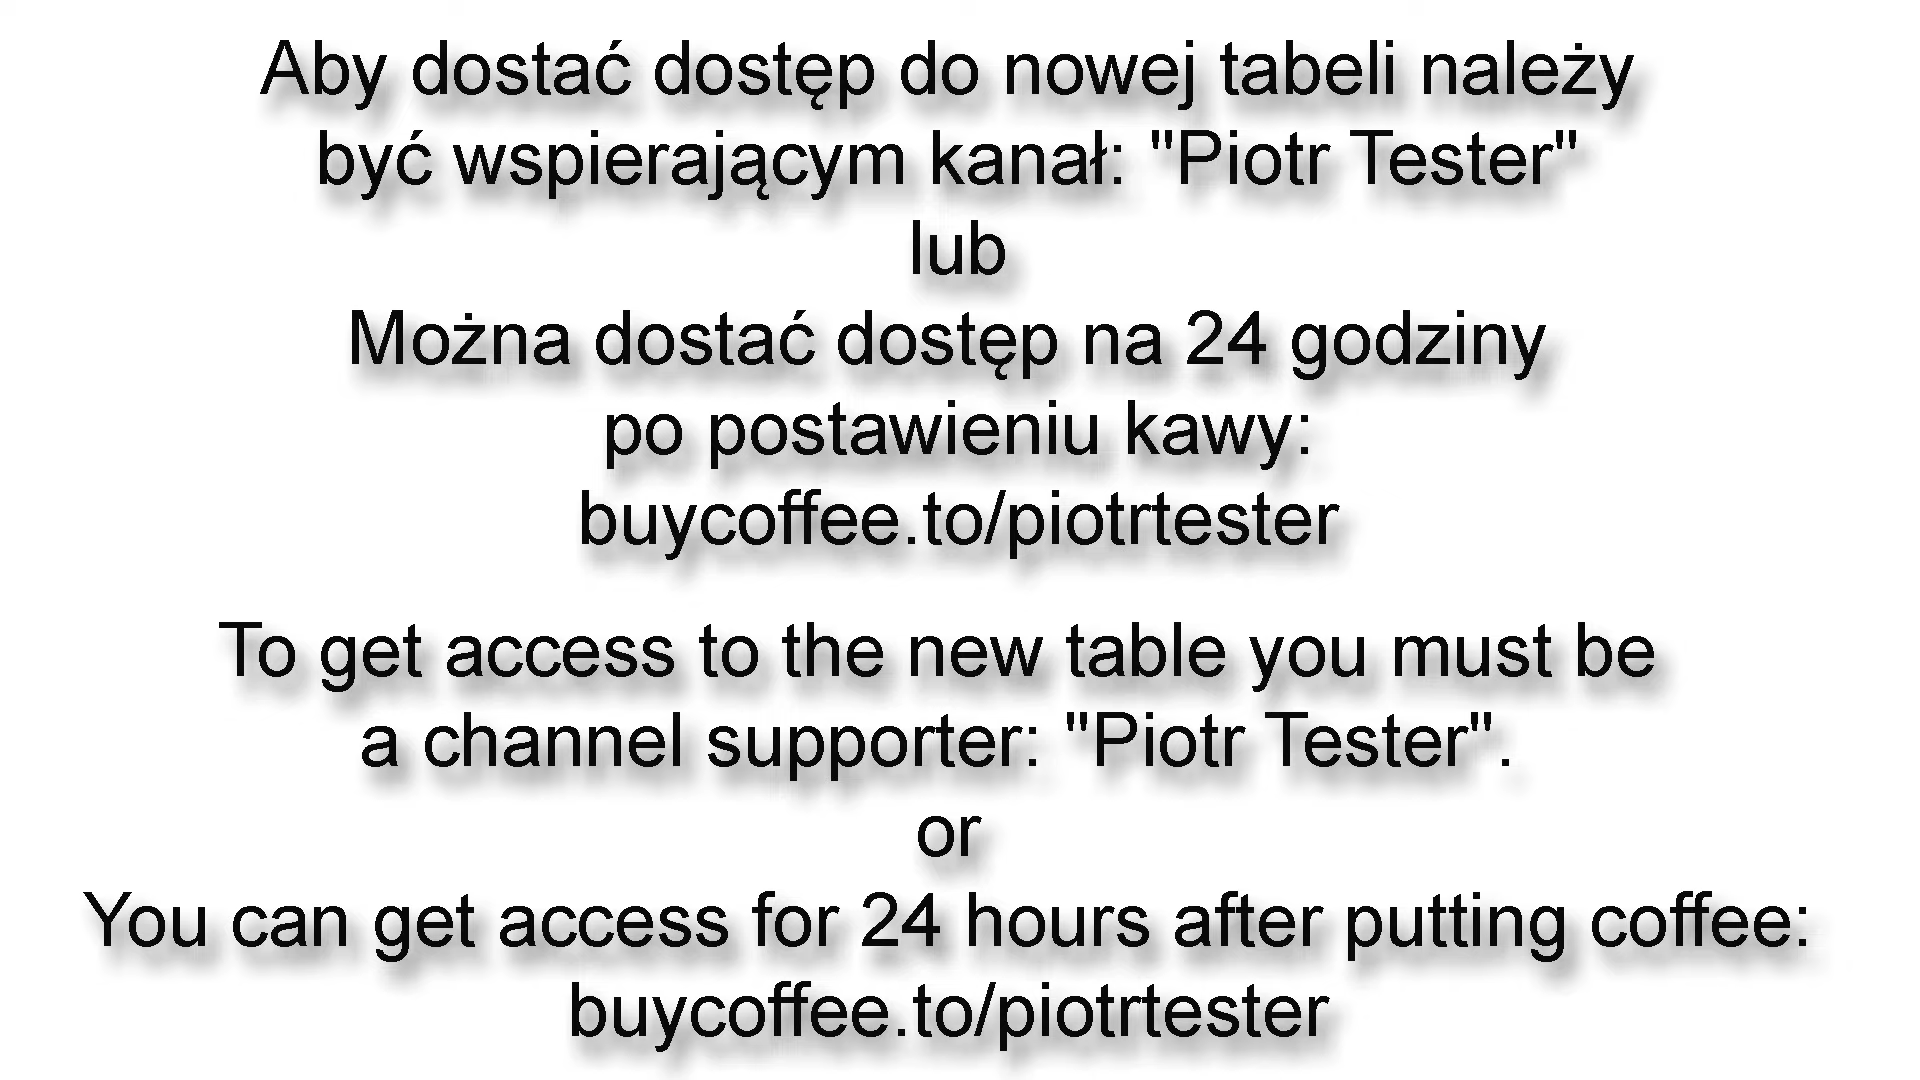 Aby dostać dostęp do nowej tabeli należy
być wspierającym kanał: "Piotr Tester"
lub
Można dostać dostęp na 24 godziny
po postawieniu kawy:
buycoffee.to/piotrtester
To get access to the new table you must be
a channel supporter: "Piotr Tester".
or
You can get access for 24 hours after putting coffee:
buycoffee.to/piotrtester